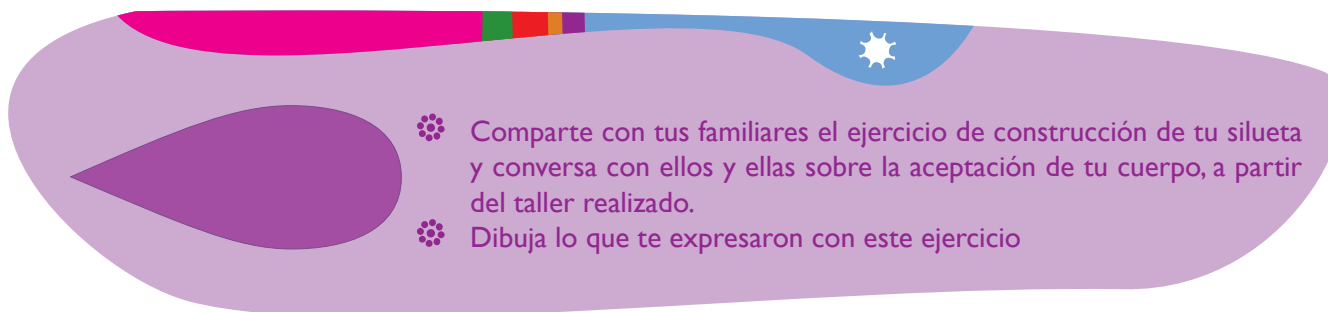 Comparte con tus familiares el ejercicio de construcción de tu silueta
y conversa con ellos y ellas sobre la aceptación de tu cuerpo, a partir
del taller realizado.
Dibuja lo que te expresaron con este ejercicio